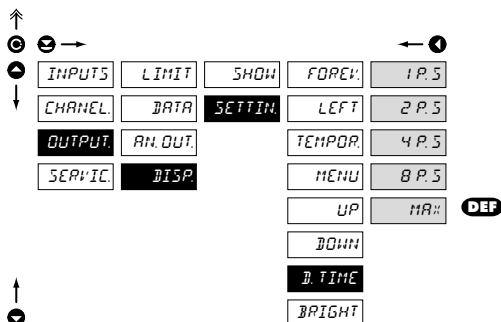 INPUTS LIMIT SHOW FOREV. 1 P. S
CHANEL. DATA SETTIN. LEFT 2 P. S
OUTPUT. AN. OUT. TEMPOR. 4 P. S
SERVIC. DISP. MENU 8 P. S
UP MAX DEF
DOWN
D. TIME
BRIGHT